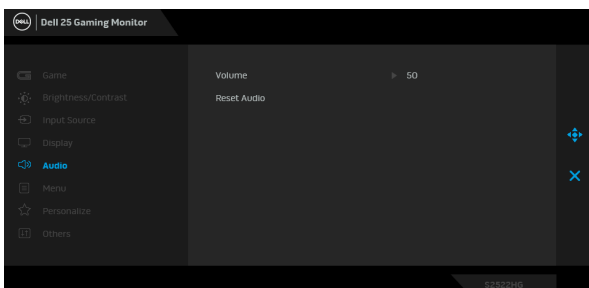 DELL
Dell 25 Gaming Monitor
Game
Volume
50
Brightness/Contrast
Reset Audio
Input Source
Display
Audio
Menu
Personalize
Others
S2522HG